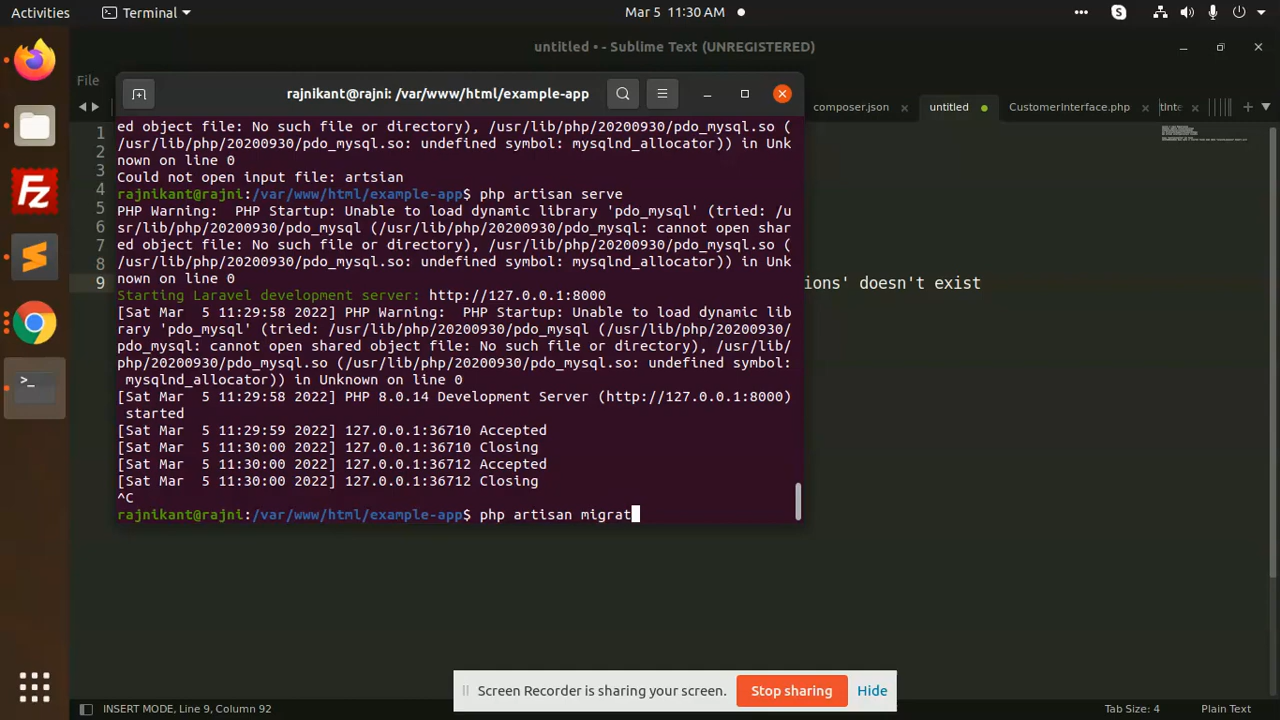 Activities
Terminal
Mar 5 11:30 AM
untitled • - Sublime Text (UNREGISTERED)
File
rajnikant@rajni: /var/www/html/example-app
composer.json
untitled
CustomerInterface.php
tInte
1
2
3
4
5
6
7
8
9
ions' doesn't exist
ed object file: No such file or directory), /usr/lib/php/20200930/pdo_mysql.so (
/usr/lib/php/20200930/pdo_mysql.so: undefined symbol: mysqlnd_allocator)) in Unk
nown on line 0
Could not open input file: artsian
rajnikant@rajni:/var/www/html/example-app$ php artisan serve
PHP Warning:  PHP Startup: Unable to load dynamic library 'pdo_mysql' (tried: /u
sr/lib/php/20200930/pdo_mysql (/usr/lib/php/20200930/pdo_mysql: cannot open shar
ed object file: No such file or directory), /usr/lib/php/20200930/pdo_mysql.so (
/usr/lib/php/20200930/pdo_mysql.so: undefined symbol: mysqlnd_allocator)) in Unk
nown on line 0
Starting Laravel development server: http://127.0.0.1:8000
[Sat Mar  5 11:29:58 2022] PHP Warning:  PHP Startup: Unable to load dynamic lib
rary 'pdo_mysql' (tried: /usr/lib/php/20200930/pdo_mysql (/usr/lib/php/20200930/
pdo_mysql: cannot open shared object file: No such file or directory), /usr/lib/
php/20200930/pdo_mysql.so (/usr/lib/php/20200930/pdo_mysql.so: undefined symbol:
 mysqlnd_allocator)) in Unknown on line 0
[Sat Mar  5 11:29:58 2022] PHP 8.0.14 Development Server (http://127.0.0.1:8000)
 started
[Sat Mar  5 11:29:59 2022] 127.0.0.1:36710 Accepted
[Sat Mar  5 11:30:00 2022] 127.0.0.1:36710 Closing
[Sat Mar  5 11:30:00 2022] 127.0.0.1:36712 Accepted
[Sat Mar  5 11:30:00 2022] 127.0.0.1:36712 Closing
^C
rajnikant@rajni:/var/www/html/example-app$ php artisan migrat
Screen Recorder is sharing your screen.
Stop sharing
Hide
INSERT MODE, Line 9, Column 92
Tab Size: 4
Plain Text